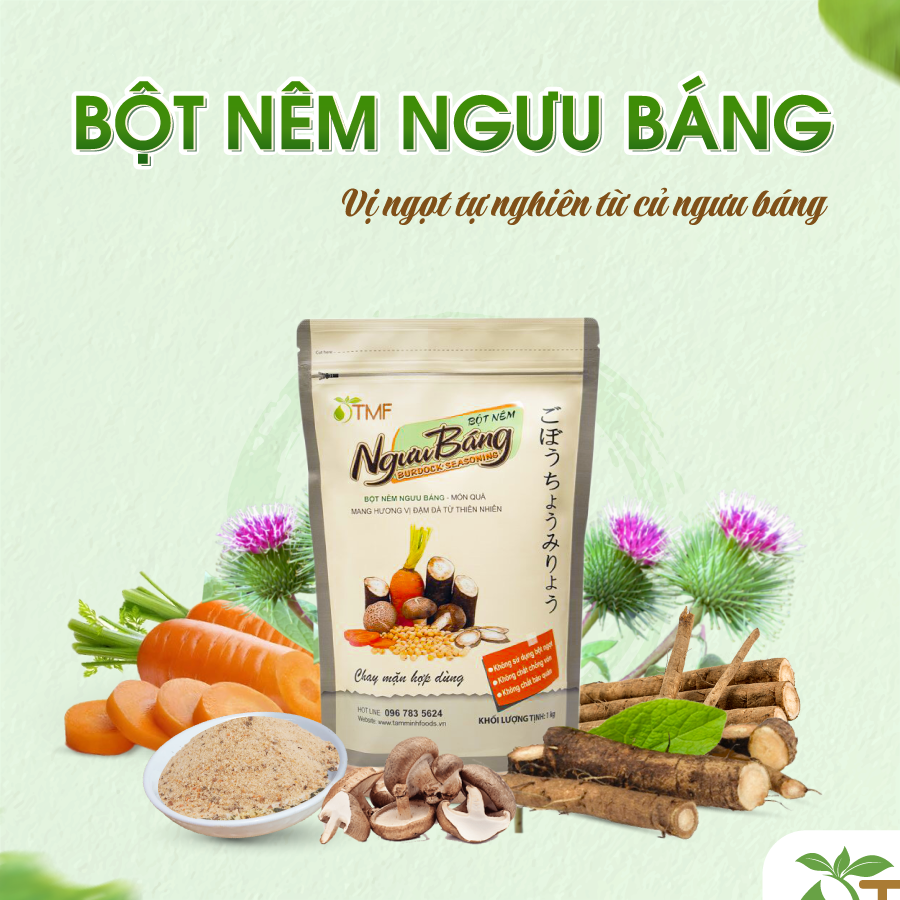 BỘT NÊM NGƯU BÁNG
Vị ngọt tự nghiên từ củ ngưu báng
Cut here
TMF
BỘT NÊM
Ngưu Báng
BURDOCK SEASONING
BỘT NÊM NGƯU BÁNG - MÓN QUÀ
MANG HƯƠNG VỊ ĐẬM ĐÀ TỪ THIÊN NHIÊN
ごぼうちょうみりょう
• Không sử dụng bột ngọt
• Không chất chống vón
• Không chất bảo quản
Chay mặn hợp dùng
HOT LINE: 096 783 5624
Website: www.tamminhfoods.vn
KHỐI LƯỢNG TỊNH: 1 kg
T